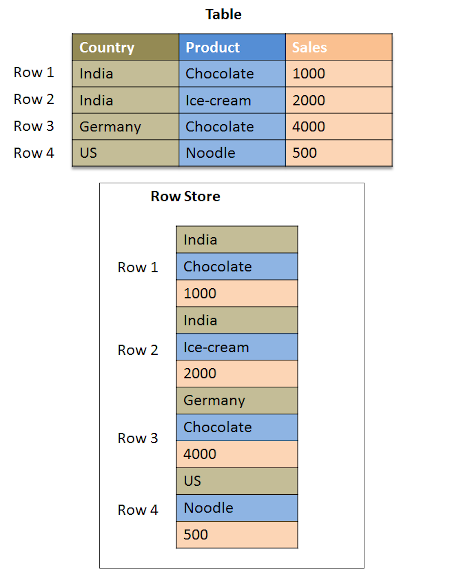 Table
Country Product Sales
Row 1 India Chocolate 1000
Row 2 India Ice-cream 2000
Row 3 Germany Chocolate 4000
Row 4 US Noodle 500
Row Store
India
Row 1 Chocolate
1000
India
Row 2 Ice-cream
2000
Germany
Row 3 Chocolate
4000
US
Row 4 Noodle
500